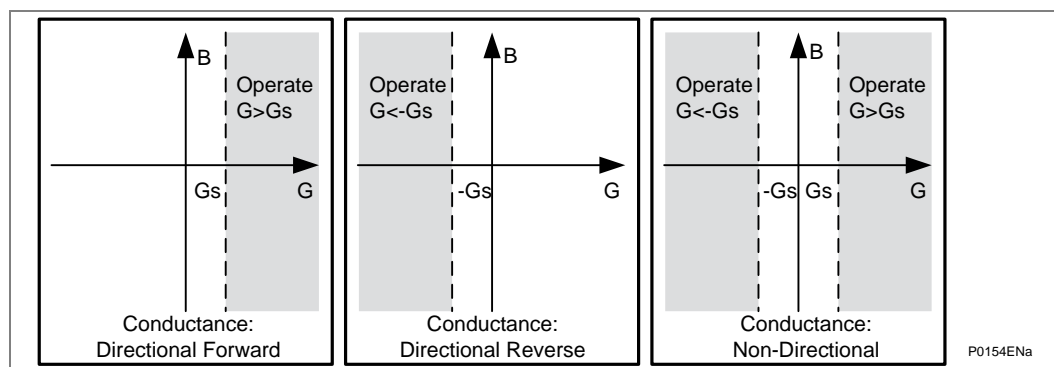 B
Operate
G>Gs
Gs
G
Conductance:
Directional Forward
B
Operate
G<-Gs
-Gs
G
Conductance:
Directional Reverse
B
Operate
G<-Gs
Operate
G>Gs
-Gs
Gs
G
Conductance:
Non-Directional
P0154ENa